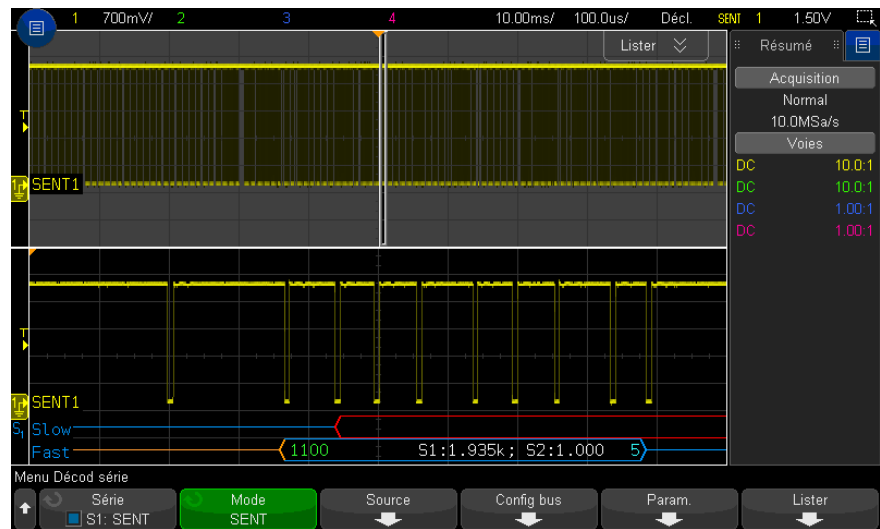 1 700mV/ 2 3 4 10.00ms/ 100.0us/ Décl. SENT 1 1.50V
Lister
Résumé
Acquisition
Normal
10.0MSa/s
Voies
DC 10.0:1
DC 10.0:1
DC 1.00:1
DC 1.00:1
T
1 SENT1
T
1 SENT1
S1 Slow
Fast 1100 S1:1.935k; S2:1.000 5
Menu Décod série
Série Mode Source Config bus Param. Lister
S1: SENT SENT